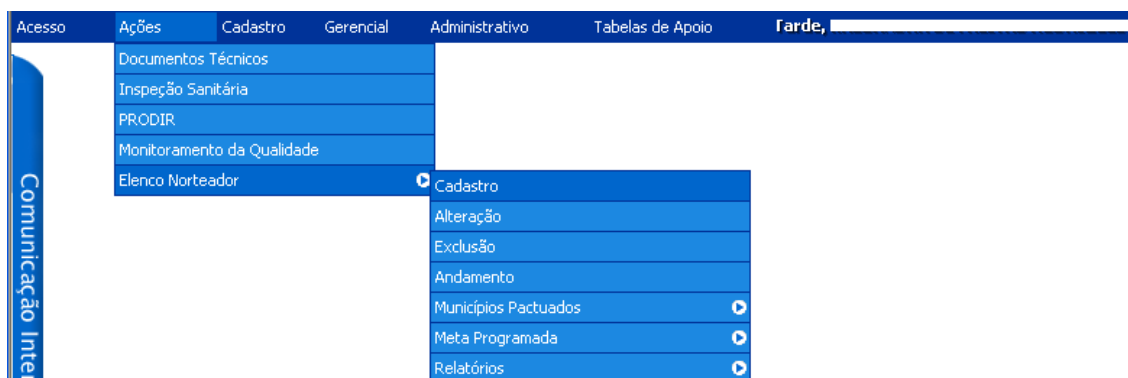 Acesso Ações Cadastro Gerencial Administrativo Tabelas de Apoio Tarde,
Documentos Técnicos
Inspeção Sanitária
PRODIR
Monitoramento da Qualidade
Elenco Norteador
Cadastro
Alteração
Exclusão
Andamento
Municípios Pactuados
Meta Programada
Relatórios
Comunicação Inter